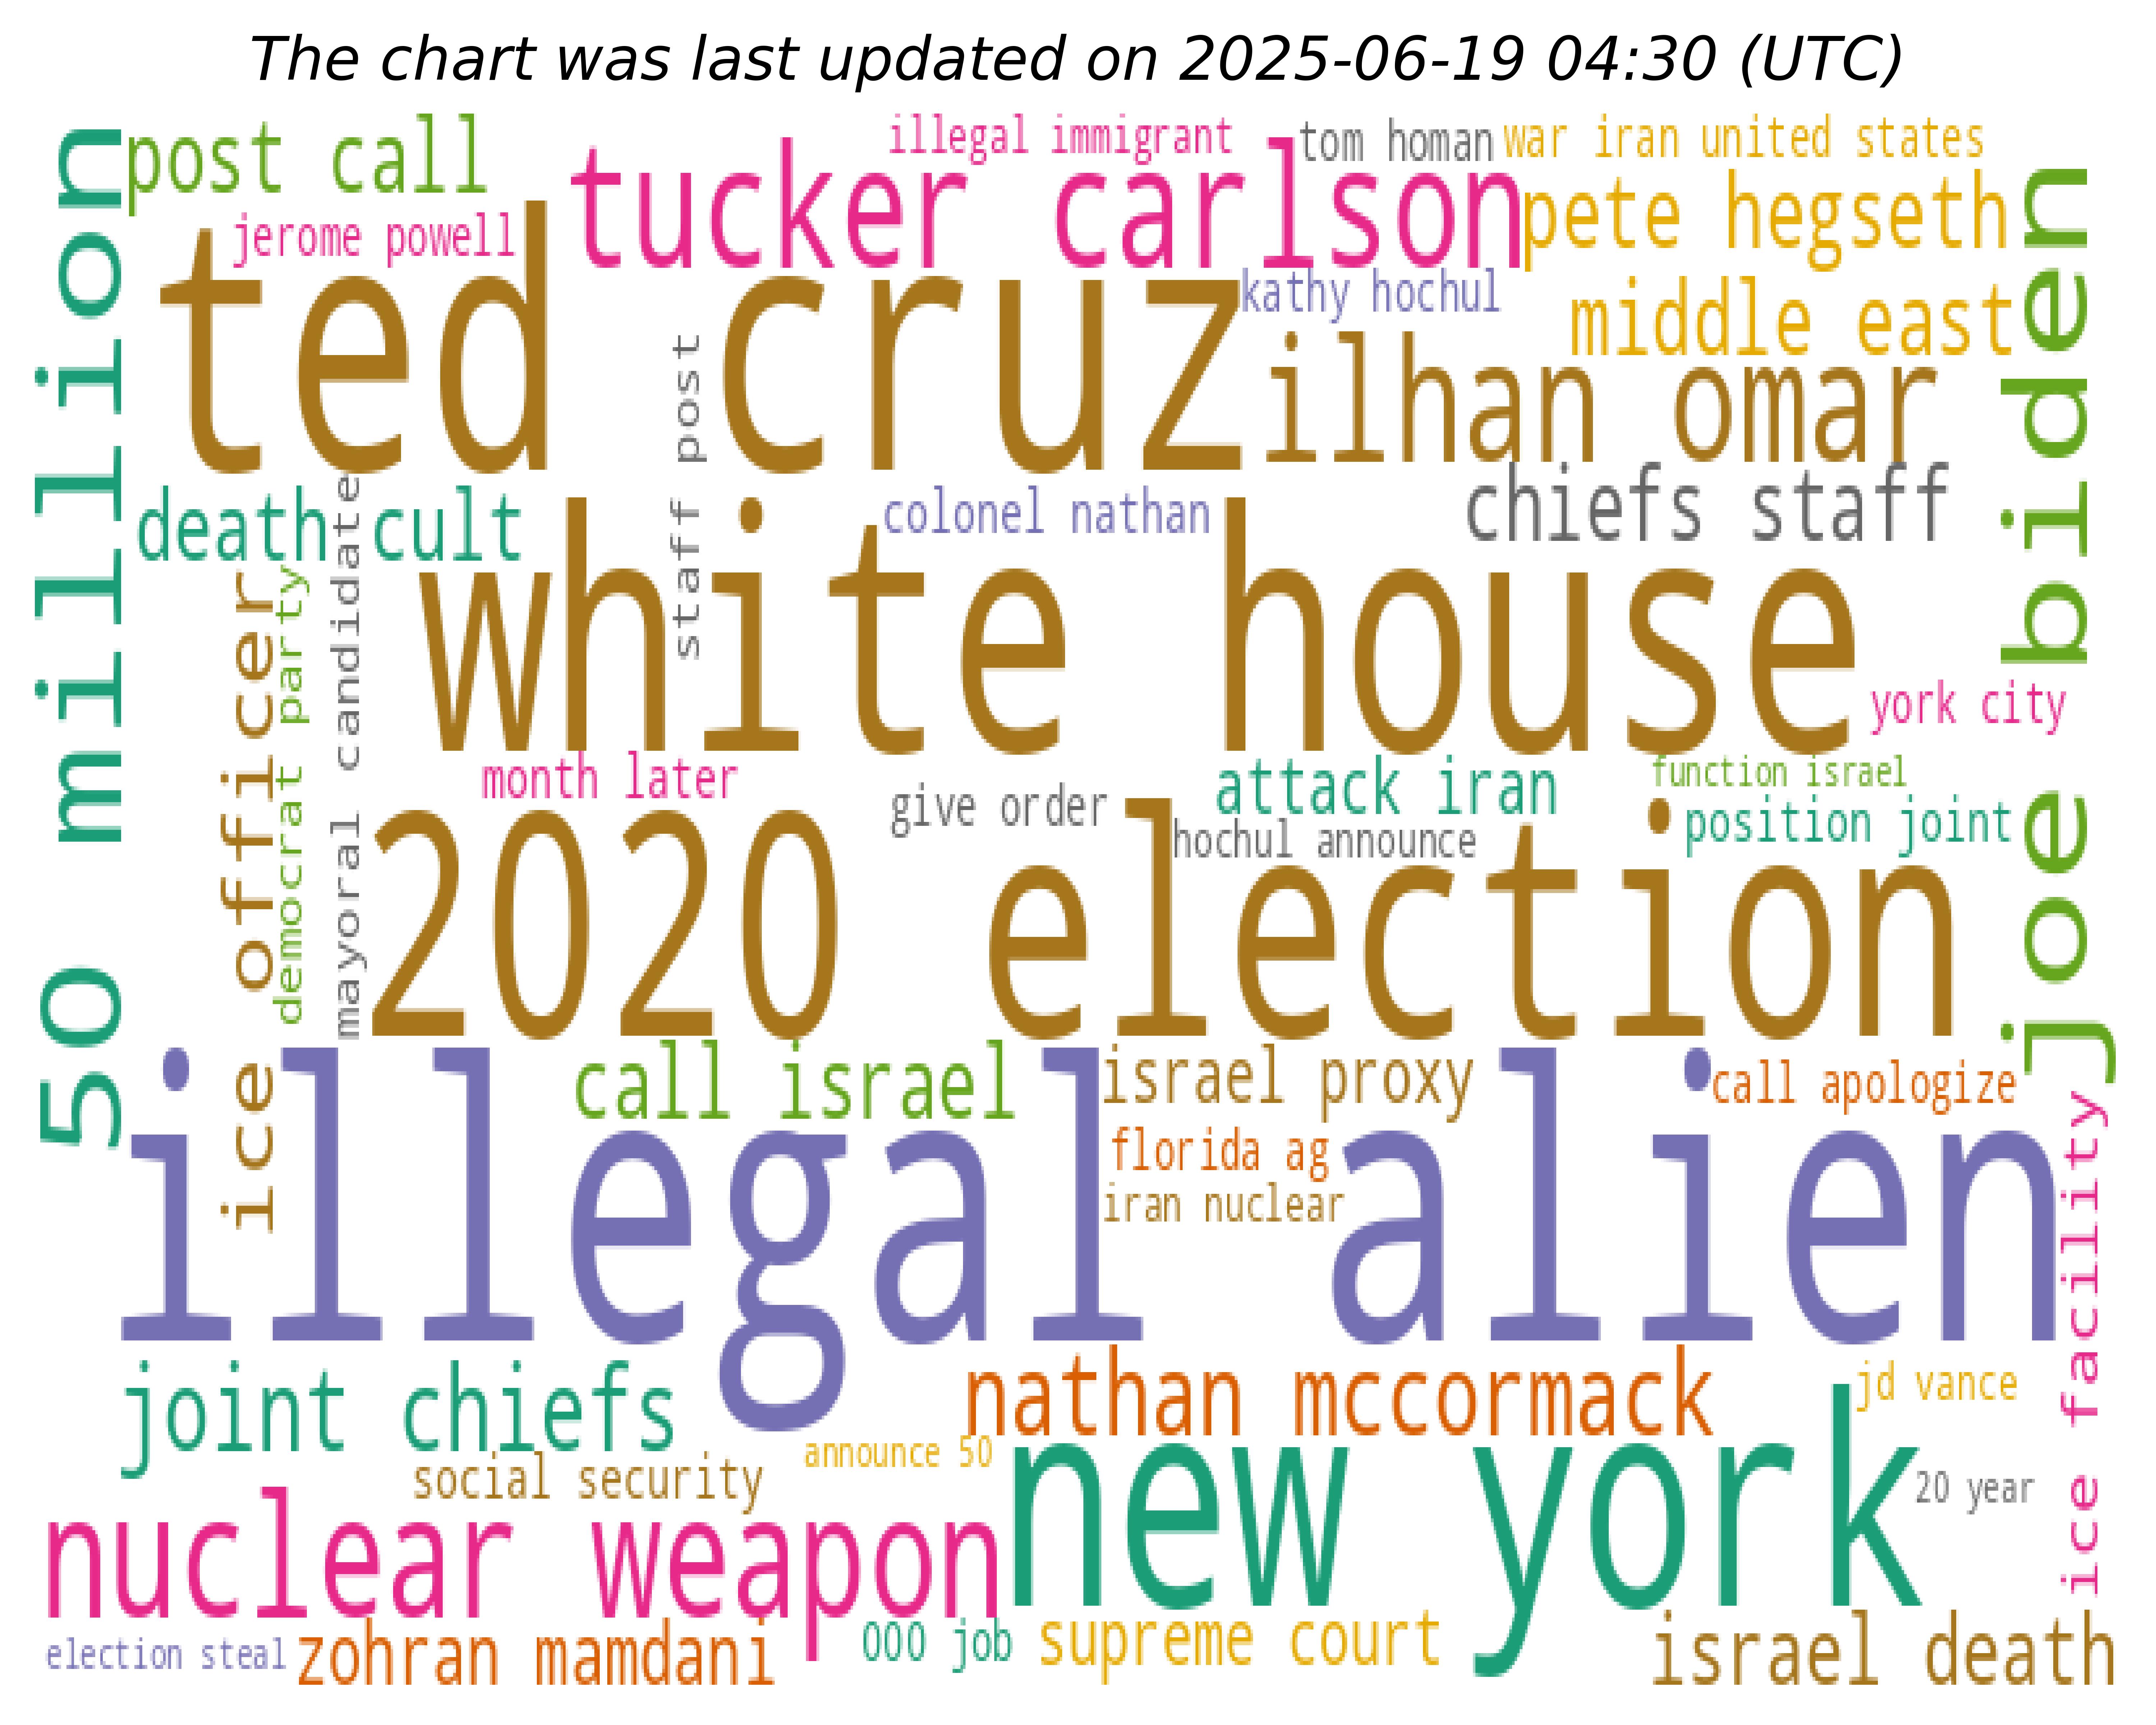 The chart was last updated on 2025-06-19 04:30 (UTC)
50 million
post call
illegal immigrant
tom homan
war iran united states
tucker carlson
pete hegseth
joe biden
jerome powell
ted cruz
kathy hochul
middle east
ilhan omar
staff post
death cult
colonel nathan
chiefs staff
mayoral candidate
democrat party
ice officer
white house
york city
month later
give order
attack iran
function israel
hochul announce
position joint
2020 election
call israel
israel proxy
call apologize
florida ag
iran nuclear
illegal alien
ice facility
joint chiefs
nathan mccormack
jd vance
social security
announce 50
new york
20 year
nuclear weapon
election steal
zohran mamdani
000 job
supreme court
israel death